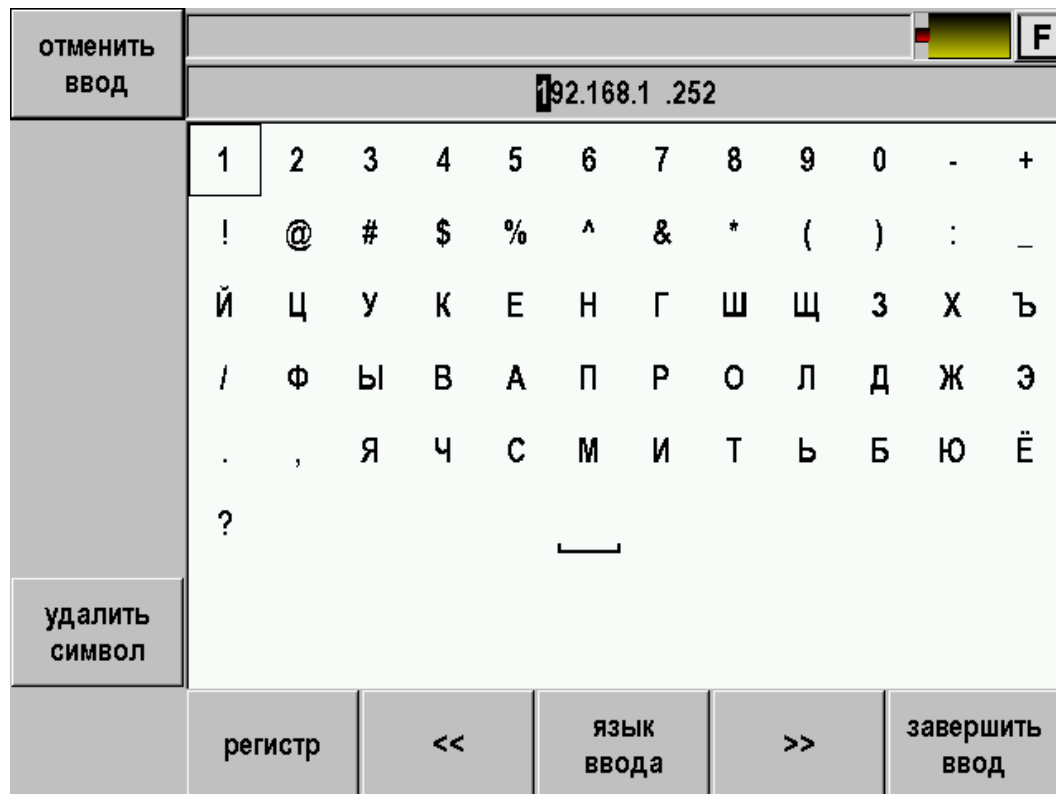 отменить
ввод
F
192.168.1 .252
1 2 3 4 5 6 7 8 9 0 - +
! @ # $ % ^ & * ( ) : _
Й Ц У К Е Н Г Ш Щ З Х Ъ
/ Ф Ы В А П Р О Л Д Ж Э
. , Я Ч С М И Т Ь Б Ю Ё
?
удалить
символ
регистр
<<
язык
ввода
>>
завершить
ввод